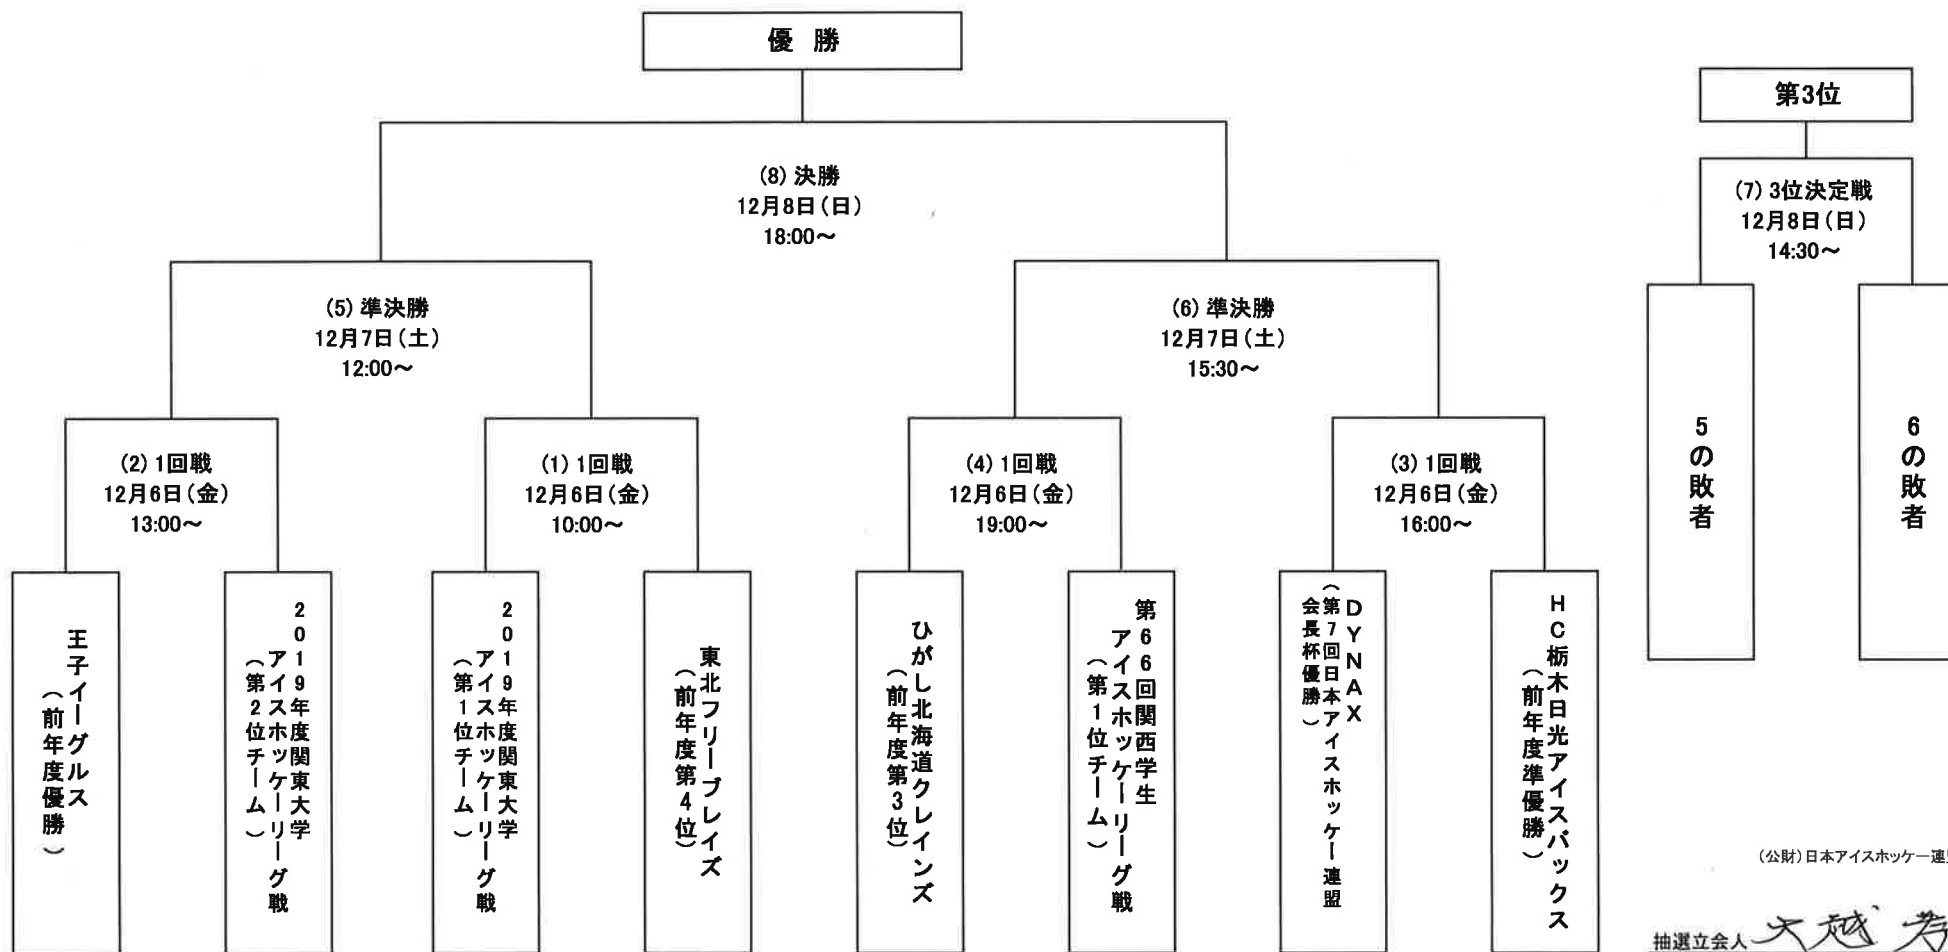 優 勝
第3位
(8) 決勝
12月8日(日)
18:00～
(7) 3位決定戦
12月8日(日)
14:30～
(5) 準決勝
12月7日(土)
12:00～
(6) 準決勝
12月7日(土)
15:30～
(2) 1回戦
12月6日(金)
13:00～
(1) 1回戦
12月6日(金)
10:00～
(4) 1回戦
12月6日(金)
19:00～
(3) 1回戦
12月6日(金)
16:00～
5の敗者
6の敗者
王子イーグルス
(前年度優勝)
2019年度関東大学
アイスホッケーリーグ戦
(第2位チーム)
2019年度関東大学
アイスホッケーリーグ戦
(第1位チーム)
東北フリーブレイズ
(前年度第4位)
ひがし北海道クレインズ
(前年度第3位)
第66回関西学生
アイスホッケーリーグ戦
(第1位チーム)
DYNAX
(第7回日本アイスホッケー連盟
会長杯優勝)
HC栃木日光アイスバックス
(前年度準優勝)
(公財)日本アイスホッケー連
抽選立会人 大越